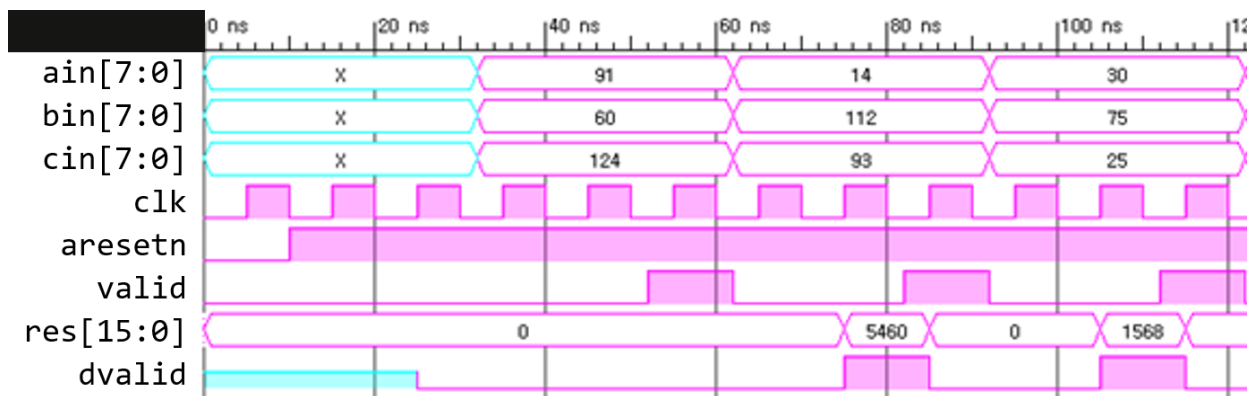 0 ns 20 ns 40 ns 60 ns 80 ns 100 ns 12
ain[7:0] X 91 14 30
bin[7:0] X 60 112 75
cin[7:0] X 124 93 25
clk
aresetn
valid
res[15:0] 0 5460 0 1568
dvalid